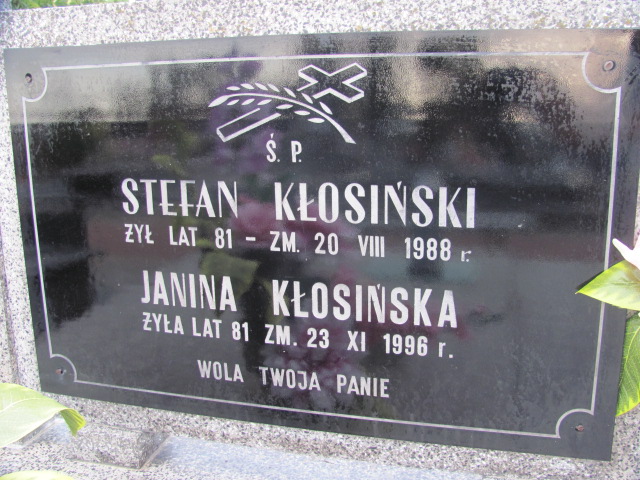 Ś. P.
STEFAN KŁOSIŃSKI
ŻYŁ LAT 81 - ZM. 20 VIII 1988 r.
JANINA KŁOSIŃSKA
ŻYŁA LAT 81 ZM. 23 XI 1996 r.
WOLA TWOJA PANIE